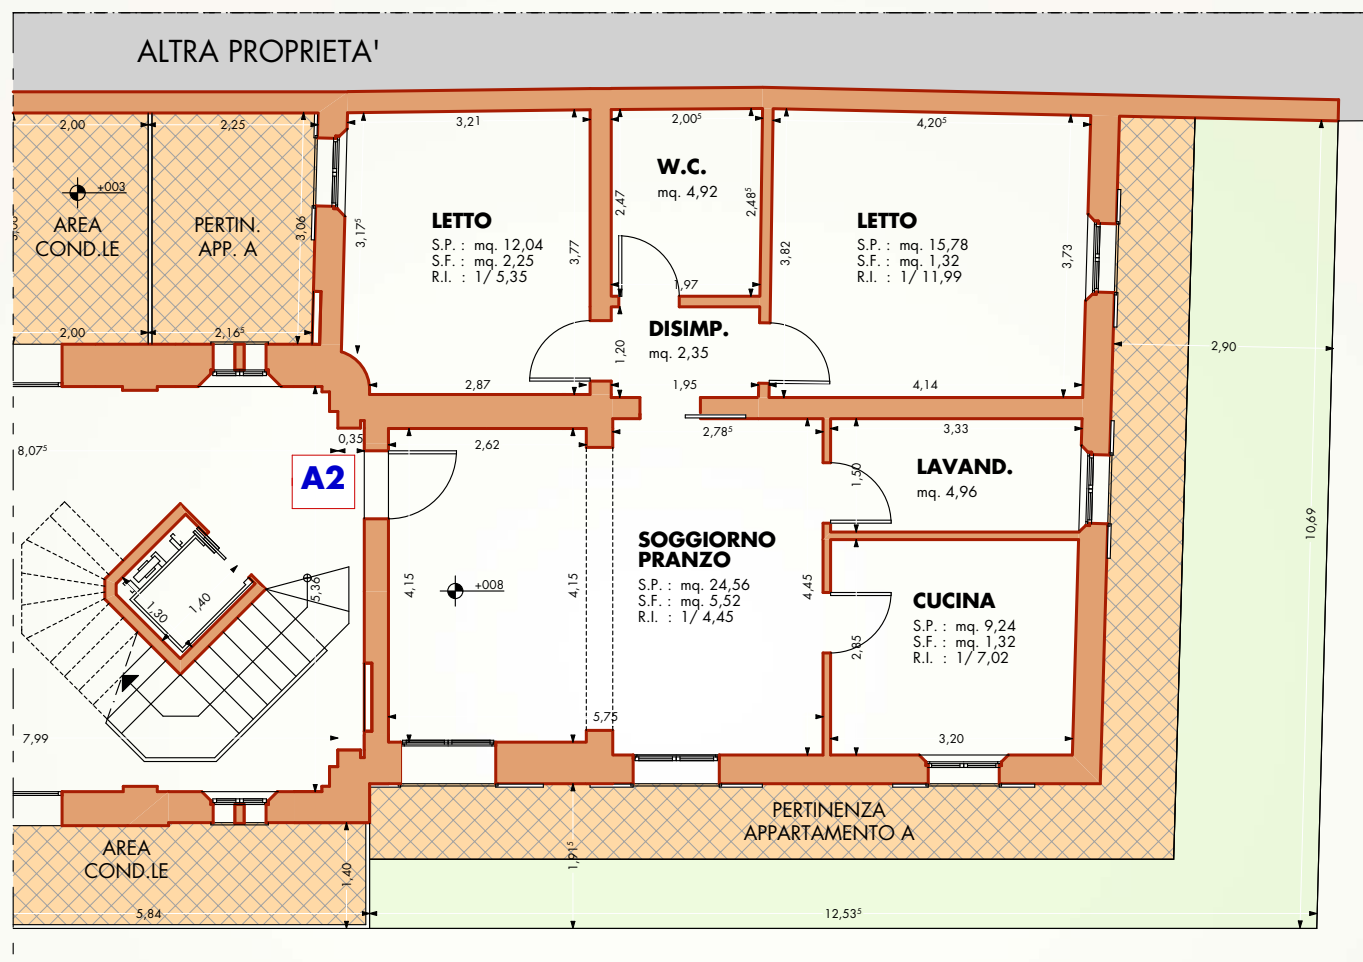 ALTRA PROPRIETA'
2,00
2,25
3,21
2,00⁵
4,20⁵
+003
AREA
COND.LE
PERTIN.
APP. A
3,06
3,17⁵
LETTO
S.P. : mq. 12,04
S.F. : mq. 2,25
R.I. : 1/ 5,35
3,77
2,47
W.C.
mq. 4,92
2,48⁵
1,97
3,82
LETTO
S.P. : mq. 15,78
S.F. : mq. 1,32
R.I. : 1/ 11,99
3,73
2,00
2,16⁵
DISIMP.
mq. 2,35
1,20
2,90
2,87
1,95
4,14
8,07⁵
0,35
A2
2,62
2,78⁵
3,33
1,50
LAVAND.
mq. 4,96
10,69
SOGGIORNO
PRANZO
S.P. : mq. 24,56
S.F. : mq. 5,52
R.I. : 1/ 4,45
4,15
+008
4,15
4,45
5,36
1,30
1,40
CUCINA
S.P. : mq. 9,24
S.F. : mq. 1,32
R.I. : 1/ 7,02
2,85
7,99
5,75
3,20
PERTINENZA
APPARTAMENTO A
AREA
COND.LE
1,40
1,91⁵
5,84
12,53⁵